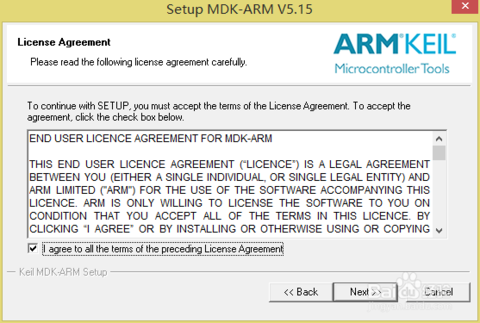 Setup MDK-ARM V5.15
License Agreement
Please read the following license agreement carefully.
ARM®KEIL®
Microcontroller Tools
To continue with SETUP, you must accept the terms of the License Agreement. To accept the
agreement, click the check box below.
END USER LICENCE AGREEMENT FOR MDK-ARM
THIS END USER LICENCE AGREEMENT ("LICENCE") IS A LEGAL AGREEMENT
BETWEEN YOU (EITHER A SINGLE INDIVIDUAL, OR SINGLE LEGAL ENTITY) AND
ARM LIMITED ("ARM") FOR THE USE OF THE SOFTWARE ACCOMPANYING THIS
LICENCE. ARM IS ONLY WILLING TO LICENSE THE SOFTWARE TO YOU ON
CONDITION THAT YOU ACCEPT ALL OF THE TERMS IN THIS LICENCE. BY
CLICKING "I AGREE" OR BY INSTALLING OR OTHERWISE USING OR COPYING
I agree to all the terms of the preceding License Agreement
Keil MDK-ARM Setup
<< Back
Next >>
Cancel